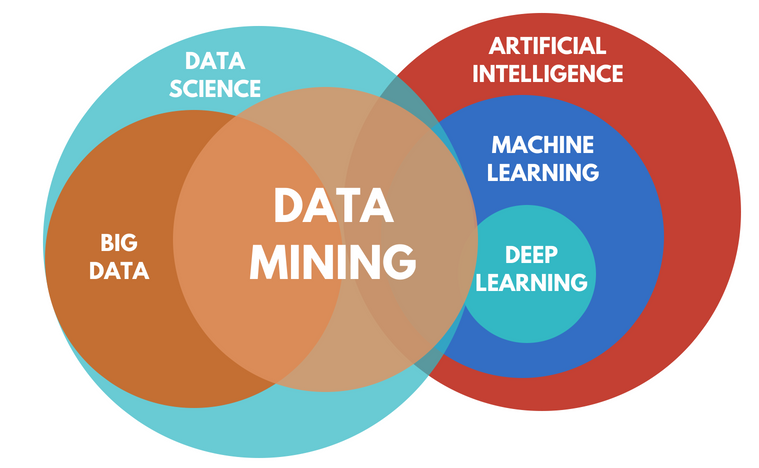 DATA
SCIENCE
BIG
DATA
DATA
MINING
ARTIFICIAL
INTELLIGENCE
MACHINE
LEARNING
DEEP
LEARNING